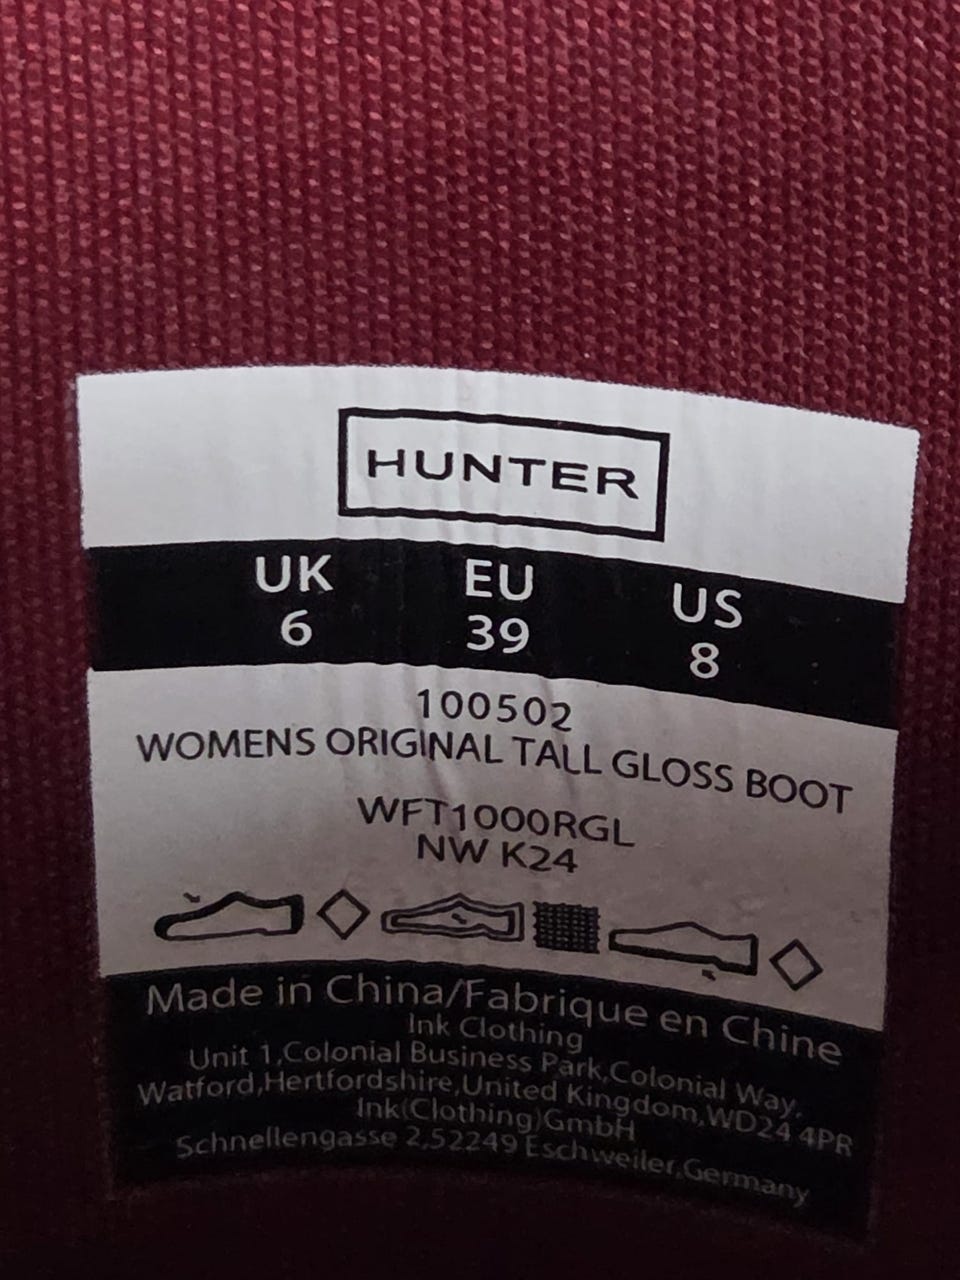 HUNTER
UK EU US
6 39 8
100502
WOMENS ORIGINAL TALL GLOSS BOOT
WFT1000RGL
NW K24
Made in China/Fabrique en Chine
Ink Clothing
Unit 1,Colonial Business Park,Colonial Way,
Watford,Hertfordshire,United Kingdom,WD24 4PR
Ink(Clothing)GmbH
Schnellengasse 2,52249 Eschweiler,Germany